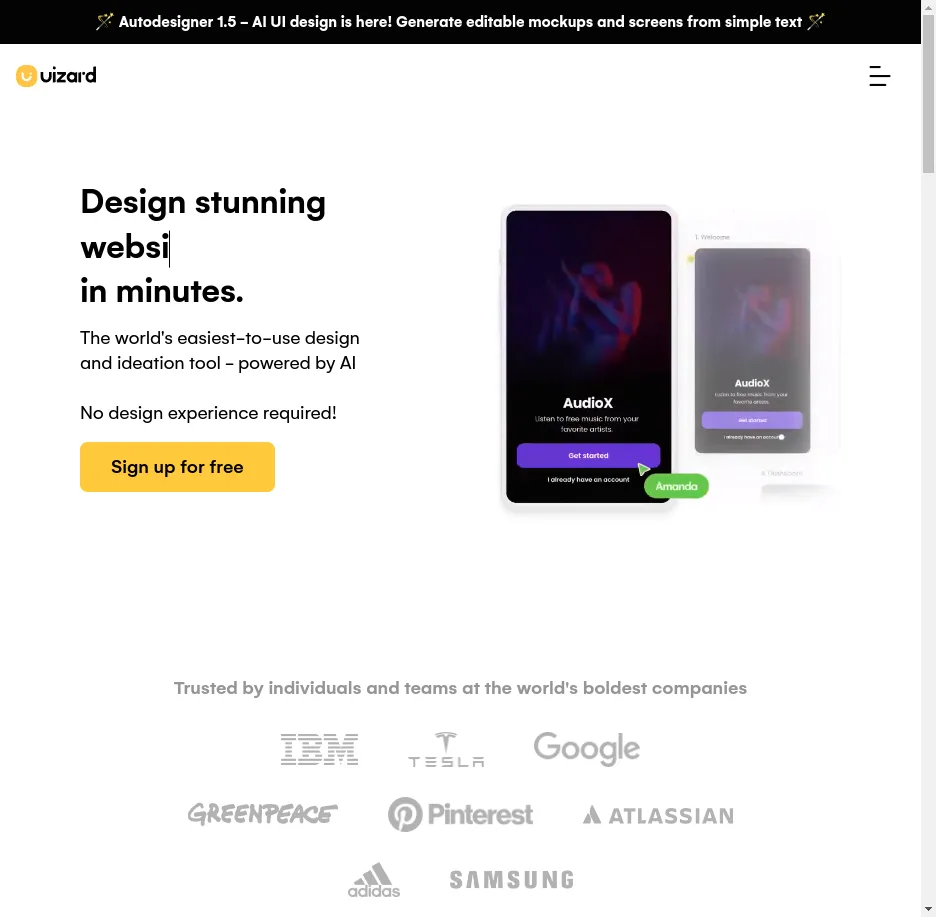 Autodesigner 1.5 – AI UI design is here! Generate editable mockups and screens from simple text
uizard
Design stunning
websi
in minutes.
The world's easiest-to-use design
and ideation tool - powered by AI
No design experience required!
Sign up for free
AudioX
Listen to free music from your
favorite artists.
Get started
I already have an account
Amanda
1. Welcome
AudioX
Listen to free music from your
favorite artists.
Get started
I already have an account
Trusted by individuals and teams at the world's boldest companies
IBM
TESLA
Google
GREENPEACE
Pinterest
ATLASSIAN
adidas
SAMSUNG